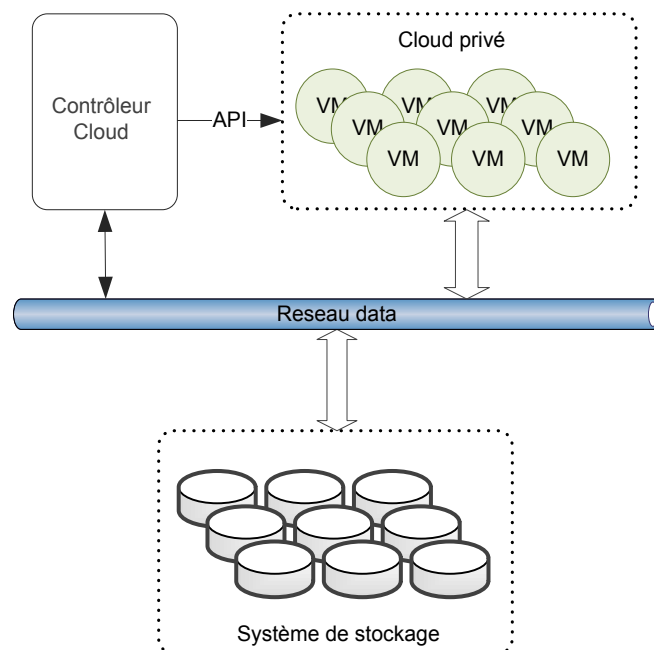 Cloud privé
Contrôleur
Cloud
API
VM VM VM
VM VM VM
VM VM VM
Reseau data
Système de stockage